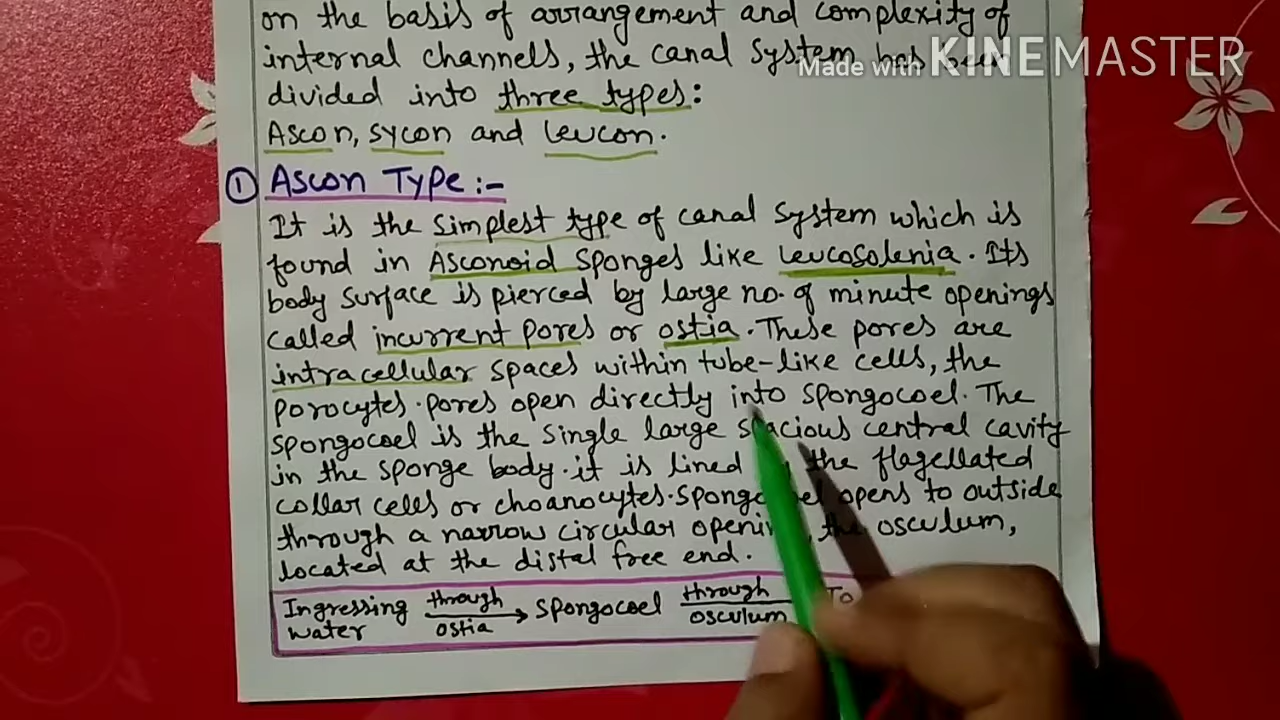 on the basis of arrangement and complexity of
internal channels, the canal system has been
Made with KINEMASTER
divided into three types:
Ascon, sycon and Leucon.
① Ascon Type:-
It is the simplest type of canal system which is
found in Asconoid sponges like Leucosolenia. Its
body surface is pierced by large no. of minute openings
called incurrent pores or ostia. These pores are
intracellular spaces within tube-like cells, the
porocytes. pores open directly into spongocoel. The
spongocoel is the single large spacious central cavity
in the sponge body. it is lined the flagellated
collar cells or choanocytes. spongocoel opens to outside
through a narrow circular opening, the osculum,
located at the distal free end.
Ingressing water through ostia → spongocoel through osculum To